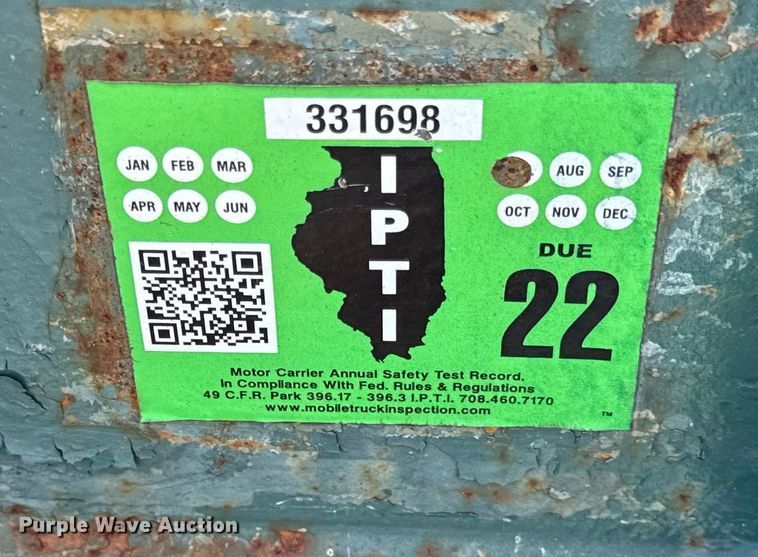 331698
JAN FEB MAR AUG SEP
APR MAY JUN OCT NOV DEC
I
P
T
I
DUE
22
Motor Carrier Annual Safety Test Record.
In Compliance With Fed. Rules & Regulations
49 C.F.R. Park 396.17 - 396.3 I.P.T.I. 708.460.7170
www.mobiletruckinspection.com
TM
Purple Wave Auction